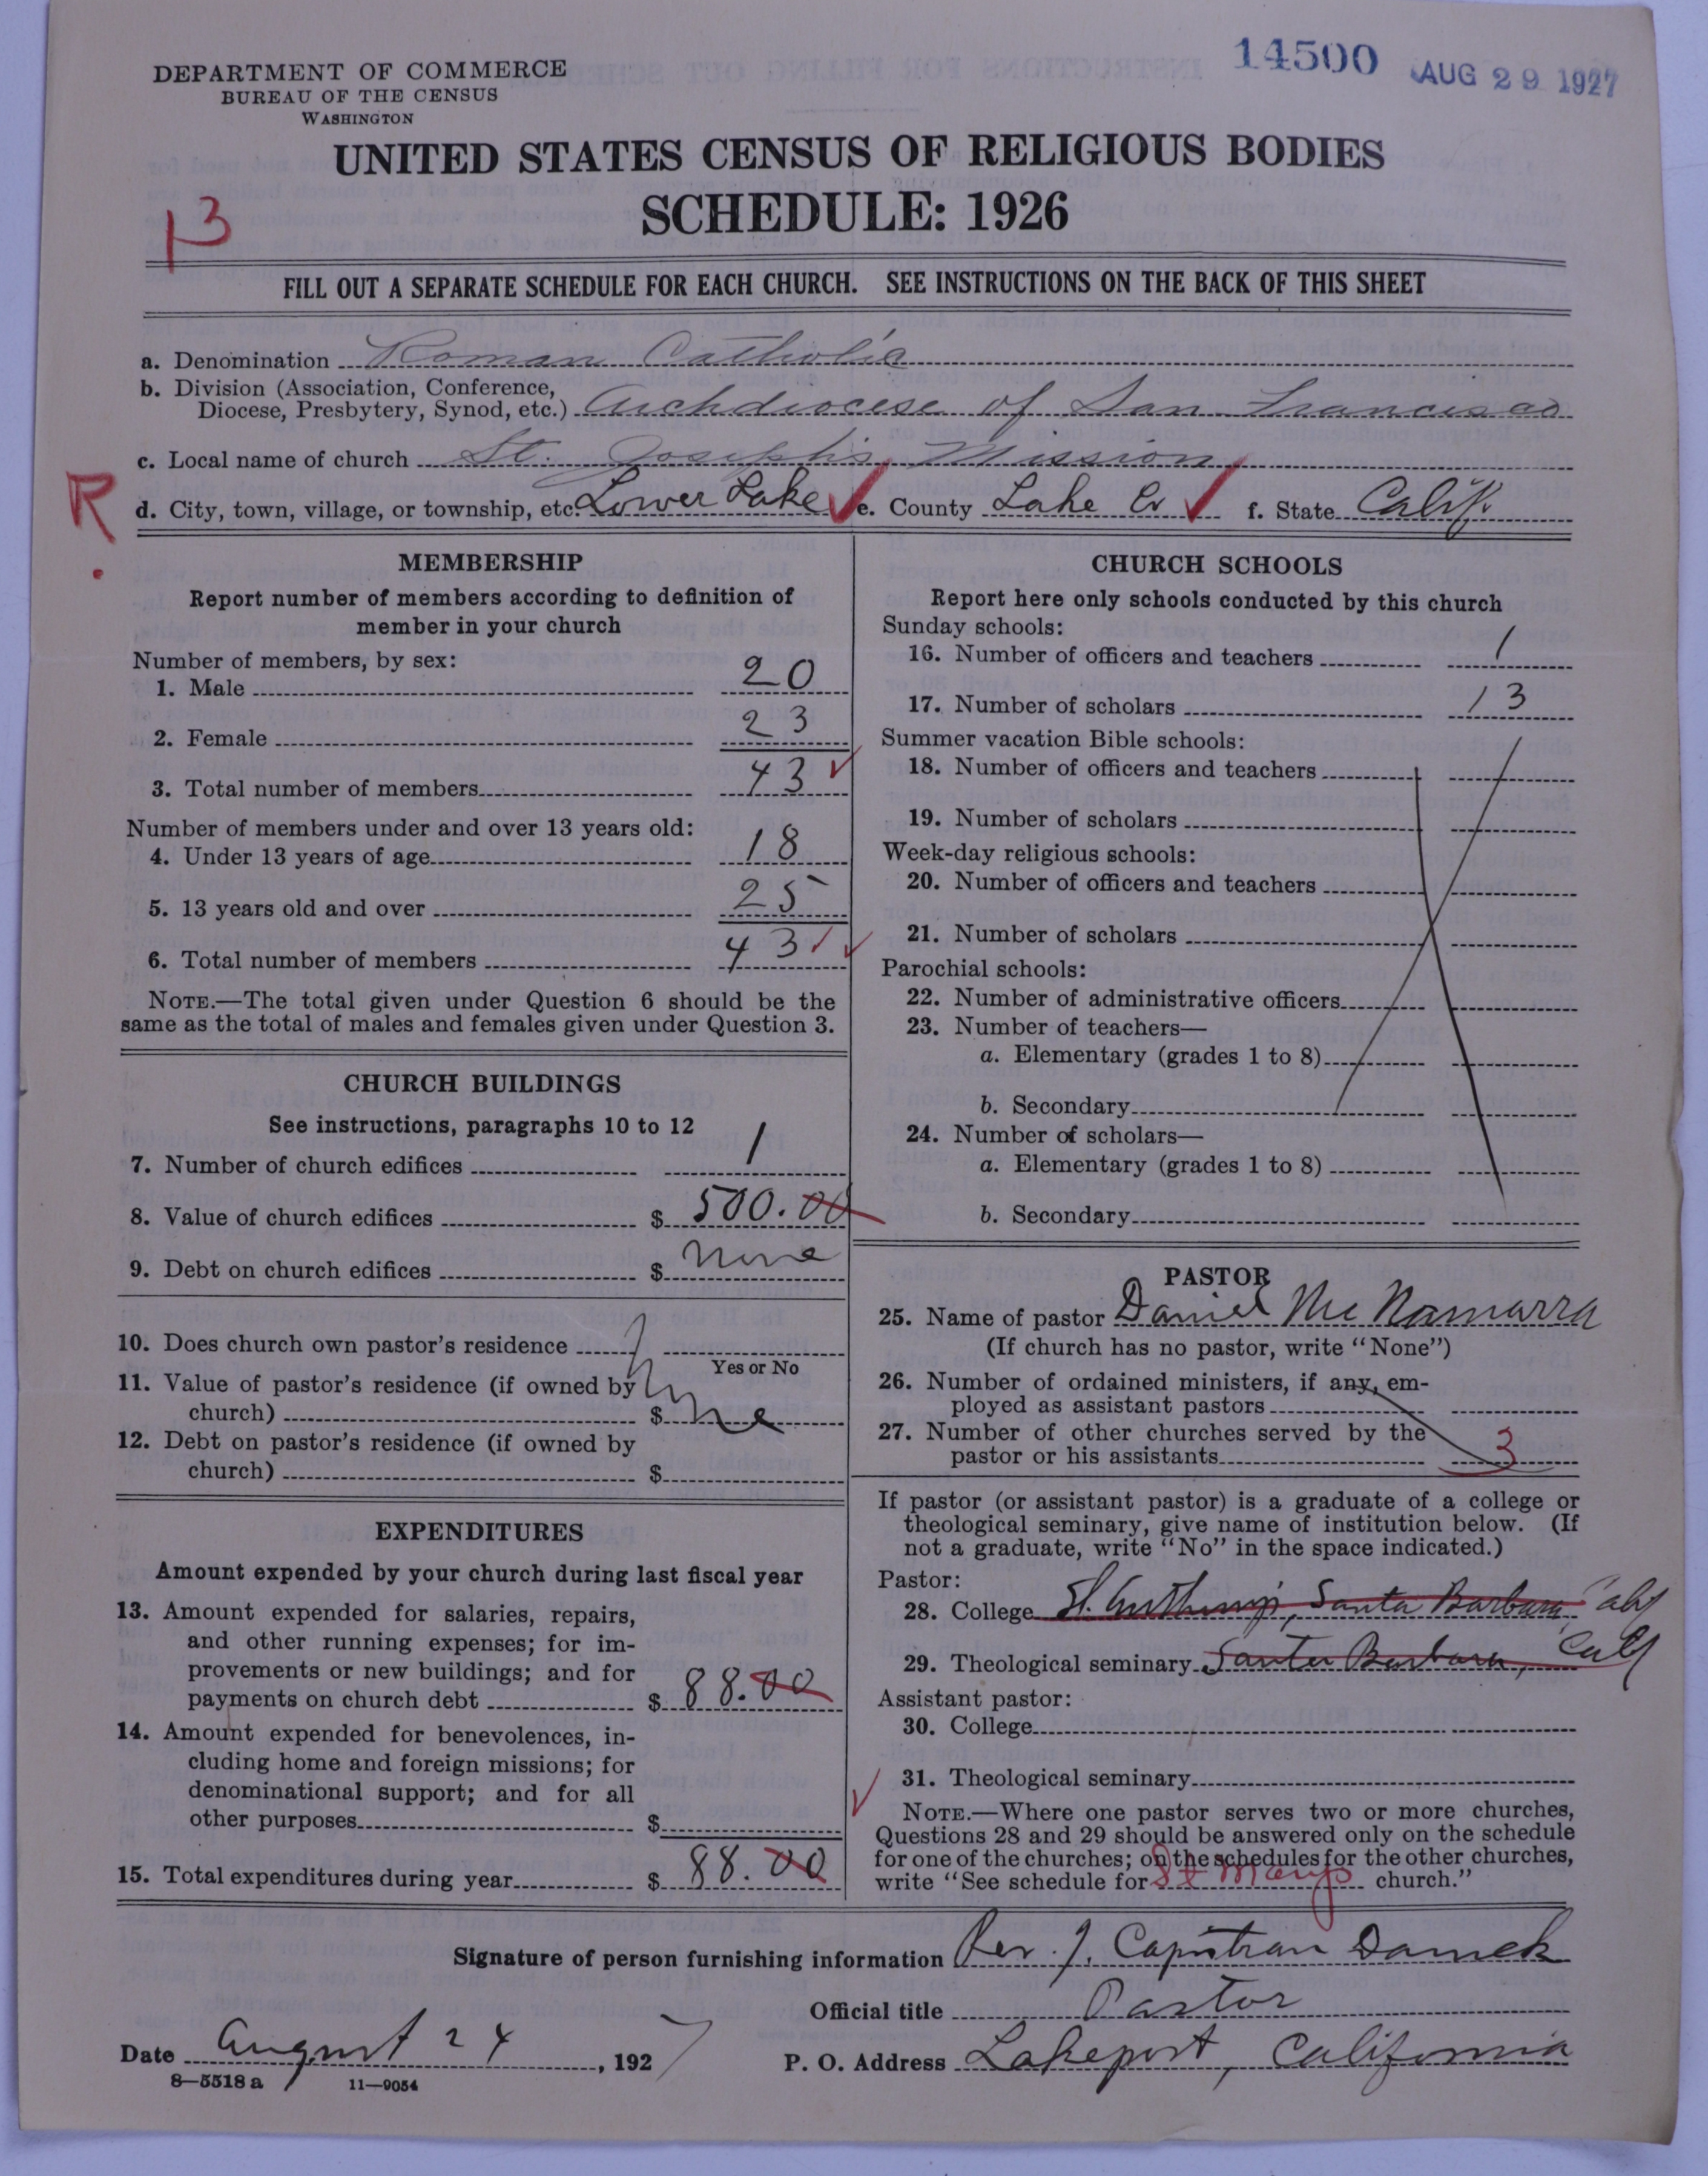 14500 AUG 29 1927
DEPARTMENT OF COMMERCE
BUREAU OF THE CENSUS
WASHINGTON
UNITED STATES CENSUS OF RELIGIOUS BODIES
SCHEDULE: 1926
13
FILL OUT A SEPARATE SCHEDULE FOR EACH CHURCH. SEE INSTRUCTIONS ON THE BACK OF THIS SHEET
a. Denomination Roman Catholic
b. Division (Association, Conference,
Diocese, Presbytery, Synod, etc.) Archdiocese of San Francisco
c. Local name of church St. Joseph's Mission
R.
d. City, town, village, or township, etc. Lower Lake e. County Lake Co f. State Calif.
MEMBERSHIP
Report number of members according to definition of
member in your church
Number of members, by sex:
1. Male 20
2. Female 23
3. Total number of members 43
Number of members under and over 13 years old:
4. Under 13 years of age 18
5. 13 years old and over 25
6. Total number of members 43
NOTE.—The total given under Question 6 should be the
same as the total of males and females given under Question 3.
CHURCH BUILDINGS
See instructions, paragraphs 10 to 12
7. Number of church edifices 1
8. Value of church edifices $ 500.00
9. Debt on church edifices $ none
10. Does church own pastor's residence
Yes or No
11. Value of pastor's residence (if owned by
church) $
12. Debt on pastor's residence (if owned by
church) $
EXPENDITURES
Amount expended by your church during last fiscal year
13. Amount expended for salaries, repairs,
and other running expenses; for im-
provements or new buildings; and for
payments on church debt $ 88.00
14. Amount expended for benevolences, in-
cluding home and foreign missions; for
denominational support; and for all
other purposes $
15. Total expenditures during year $ 88.00
CHURCH SCHOOLS
Report here only schools conducted by this church
Sunday schools:
16. Number of officers and teachers 1
17. Number of scholars 13
Summer vacation Bible schools:
18. Number of officers and teachers
19. Number of scholars
Week-day religious schools:
20. Number of officers and teachers
21. Number of scholars
Parochial schools:
22. Number of administrative officers
23. Number of teachers—
a. Elementary (grades 1 to 8)
b. Secondary
24. Number of scholars—
a. Elementary (grades 1 to 8)
b. Secondary
PASTOR
25. Name of pastor Daniel McNamarra
(If church has no pastor, write "None")
26. Number of ordained ministers, if any, em-
ployed as assistant pastors
27. Number of other churches served by the
pastor or his assistants 3
If pastor (or assistant pastor) is a graduate of a college or
theological seminary, give name of institution below. (If
not a graduate, write "No" in the space indicated.)
Pastor:
28. College St. Anthony's, Santa Barbara Calif
29. Theological seminary Santa Barbara, Calif
Assistant pastor:
30. College
31. Theological seminary
NOTE.—Where one pastor serves two or more churches,
Questions 28 and 29 should be answered only on the schedule
for one of the churches; on the schedules for the other churches,
write "See schedule for St Marys church."
Signature of person furnishing information Rev. J. Capistran Damek
Official title Pastor
Date August 24, 1927 P. O. Address Lakeport, California
8—5518 a 11—9054